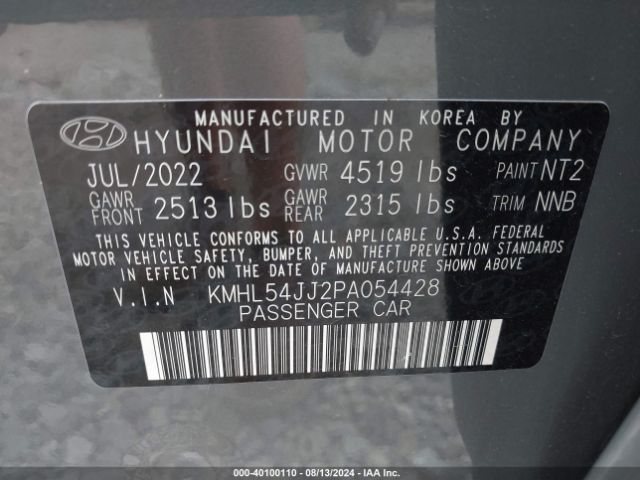 MANUFACTURED IN KOREA BY
HYUNDAI MOTOR COMPANY
JUL/2022 GVWR 4519 lbs PAINT NT2
GAWR FRONT 2513 lbs GAWR REAR 2315 lbs TRIM NNB
THIS VEHICLE CONFORMS TO ALL APPLICABLE U.S.A. FEDERAL
MOTOR VEHICLE SAFETY, BUMPER, AND THEFT PREVENTION STANDARDS
IN EFFECT ON THE DATE OF MANUFACTURE SHOWN ABOVE.
V.I.N KMHL54JJ2PA054428
PASSENGER CAR
000-40100110 - 08/13/2024 - IAA Inc.